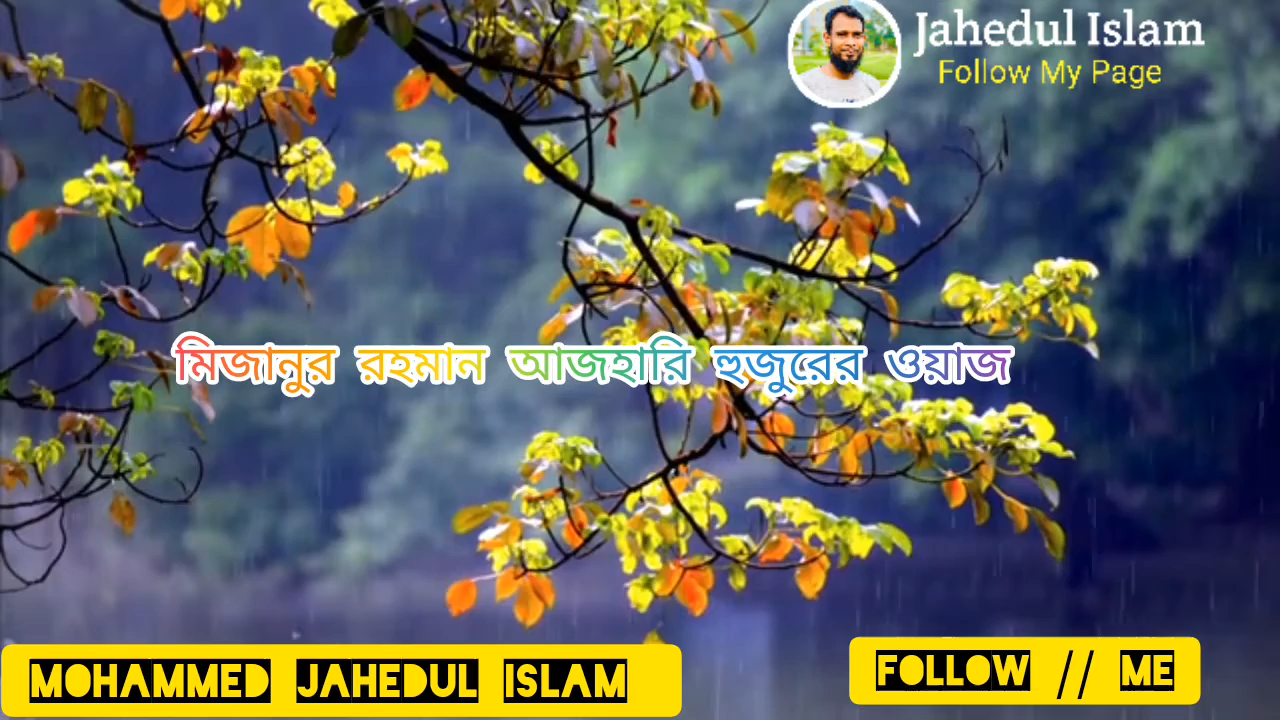 Jahedul Islam
Follow My Page
মিজানুর রহমান আজহারি হুজুরের ওয়াজ
MOHAMMED JAHEDUL ISLAM
FOLLOW // ME